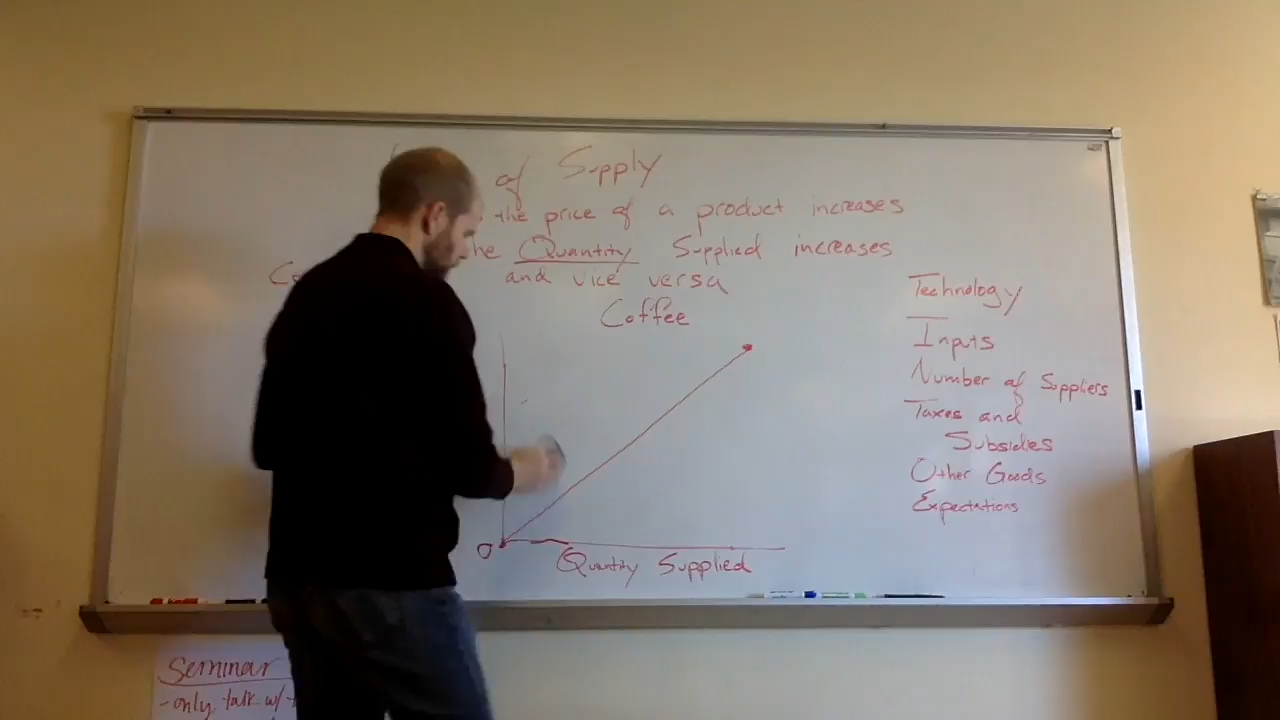 of Supply
the price of a product increases
he Quantity Supplied increases
and vice versa
Coffee
0
Quantity Supplied
Technology
Inputs
Number of Suppliers
Taxes and
Subsidies
Other Goods
Expectations
Seminar
- only talk w/